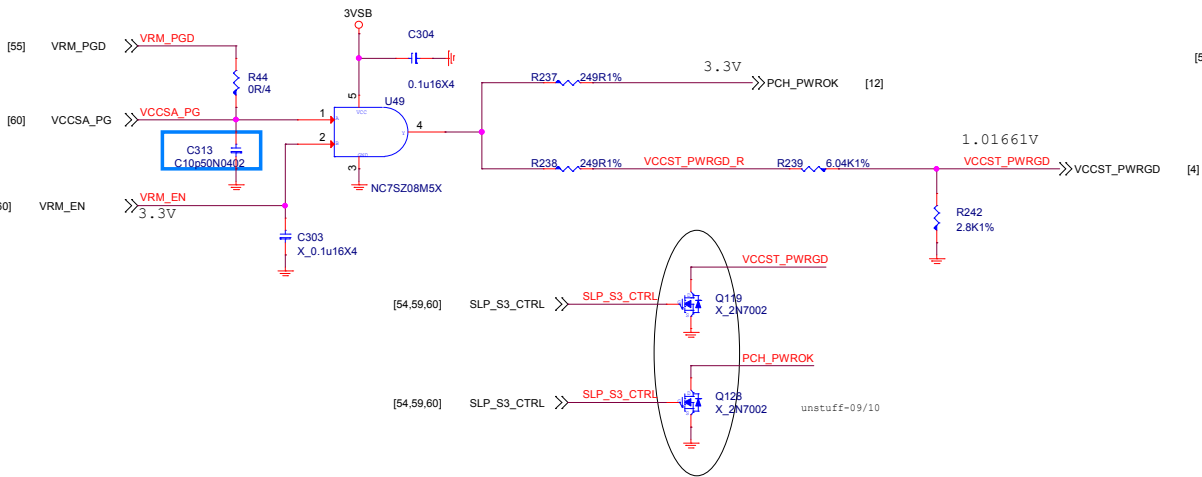 3VSB
C304
0.1u16X4
[55] VRM_PGD VRM_PGD
R44
0R/4
[60] VCCSA_PG VCCSA_PG
C313
C10p50N0402
U49
1
2
3
4
5
VCC
A
B
Y
GND
NC7SZ08M5X
60] VRM_EN VRM_EN
3.3V
C303
X_0.1u16X4
R237 249R1%
3.3V
PCH_PWROK [12]
R238 249R1%
VCCST_PWRGD_R
R239 6.04K1%
1.01661V
VCCST_PWRGD
VCCST_PWRGD [4]
R242
2.8K1%
[5
VCCST_PWRGD
[54,59,60] SLP_S3_CTRL SLP_S3_CTRL
Q119
X_2N7002
PCH_PWROK
[54,59,60] SLP_S3_CTRL SLP_S3_CTRL
Q128
X_2N7002
unstuff-09/10